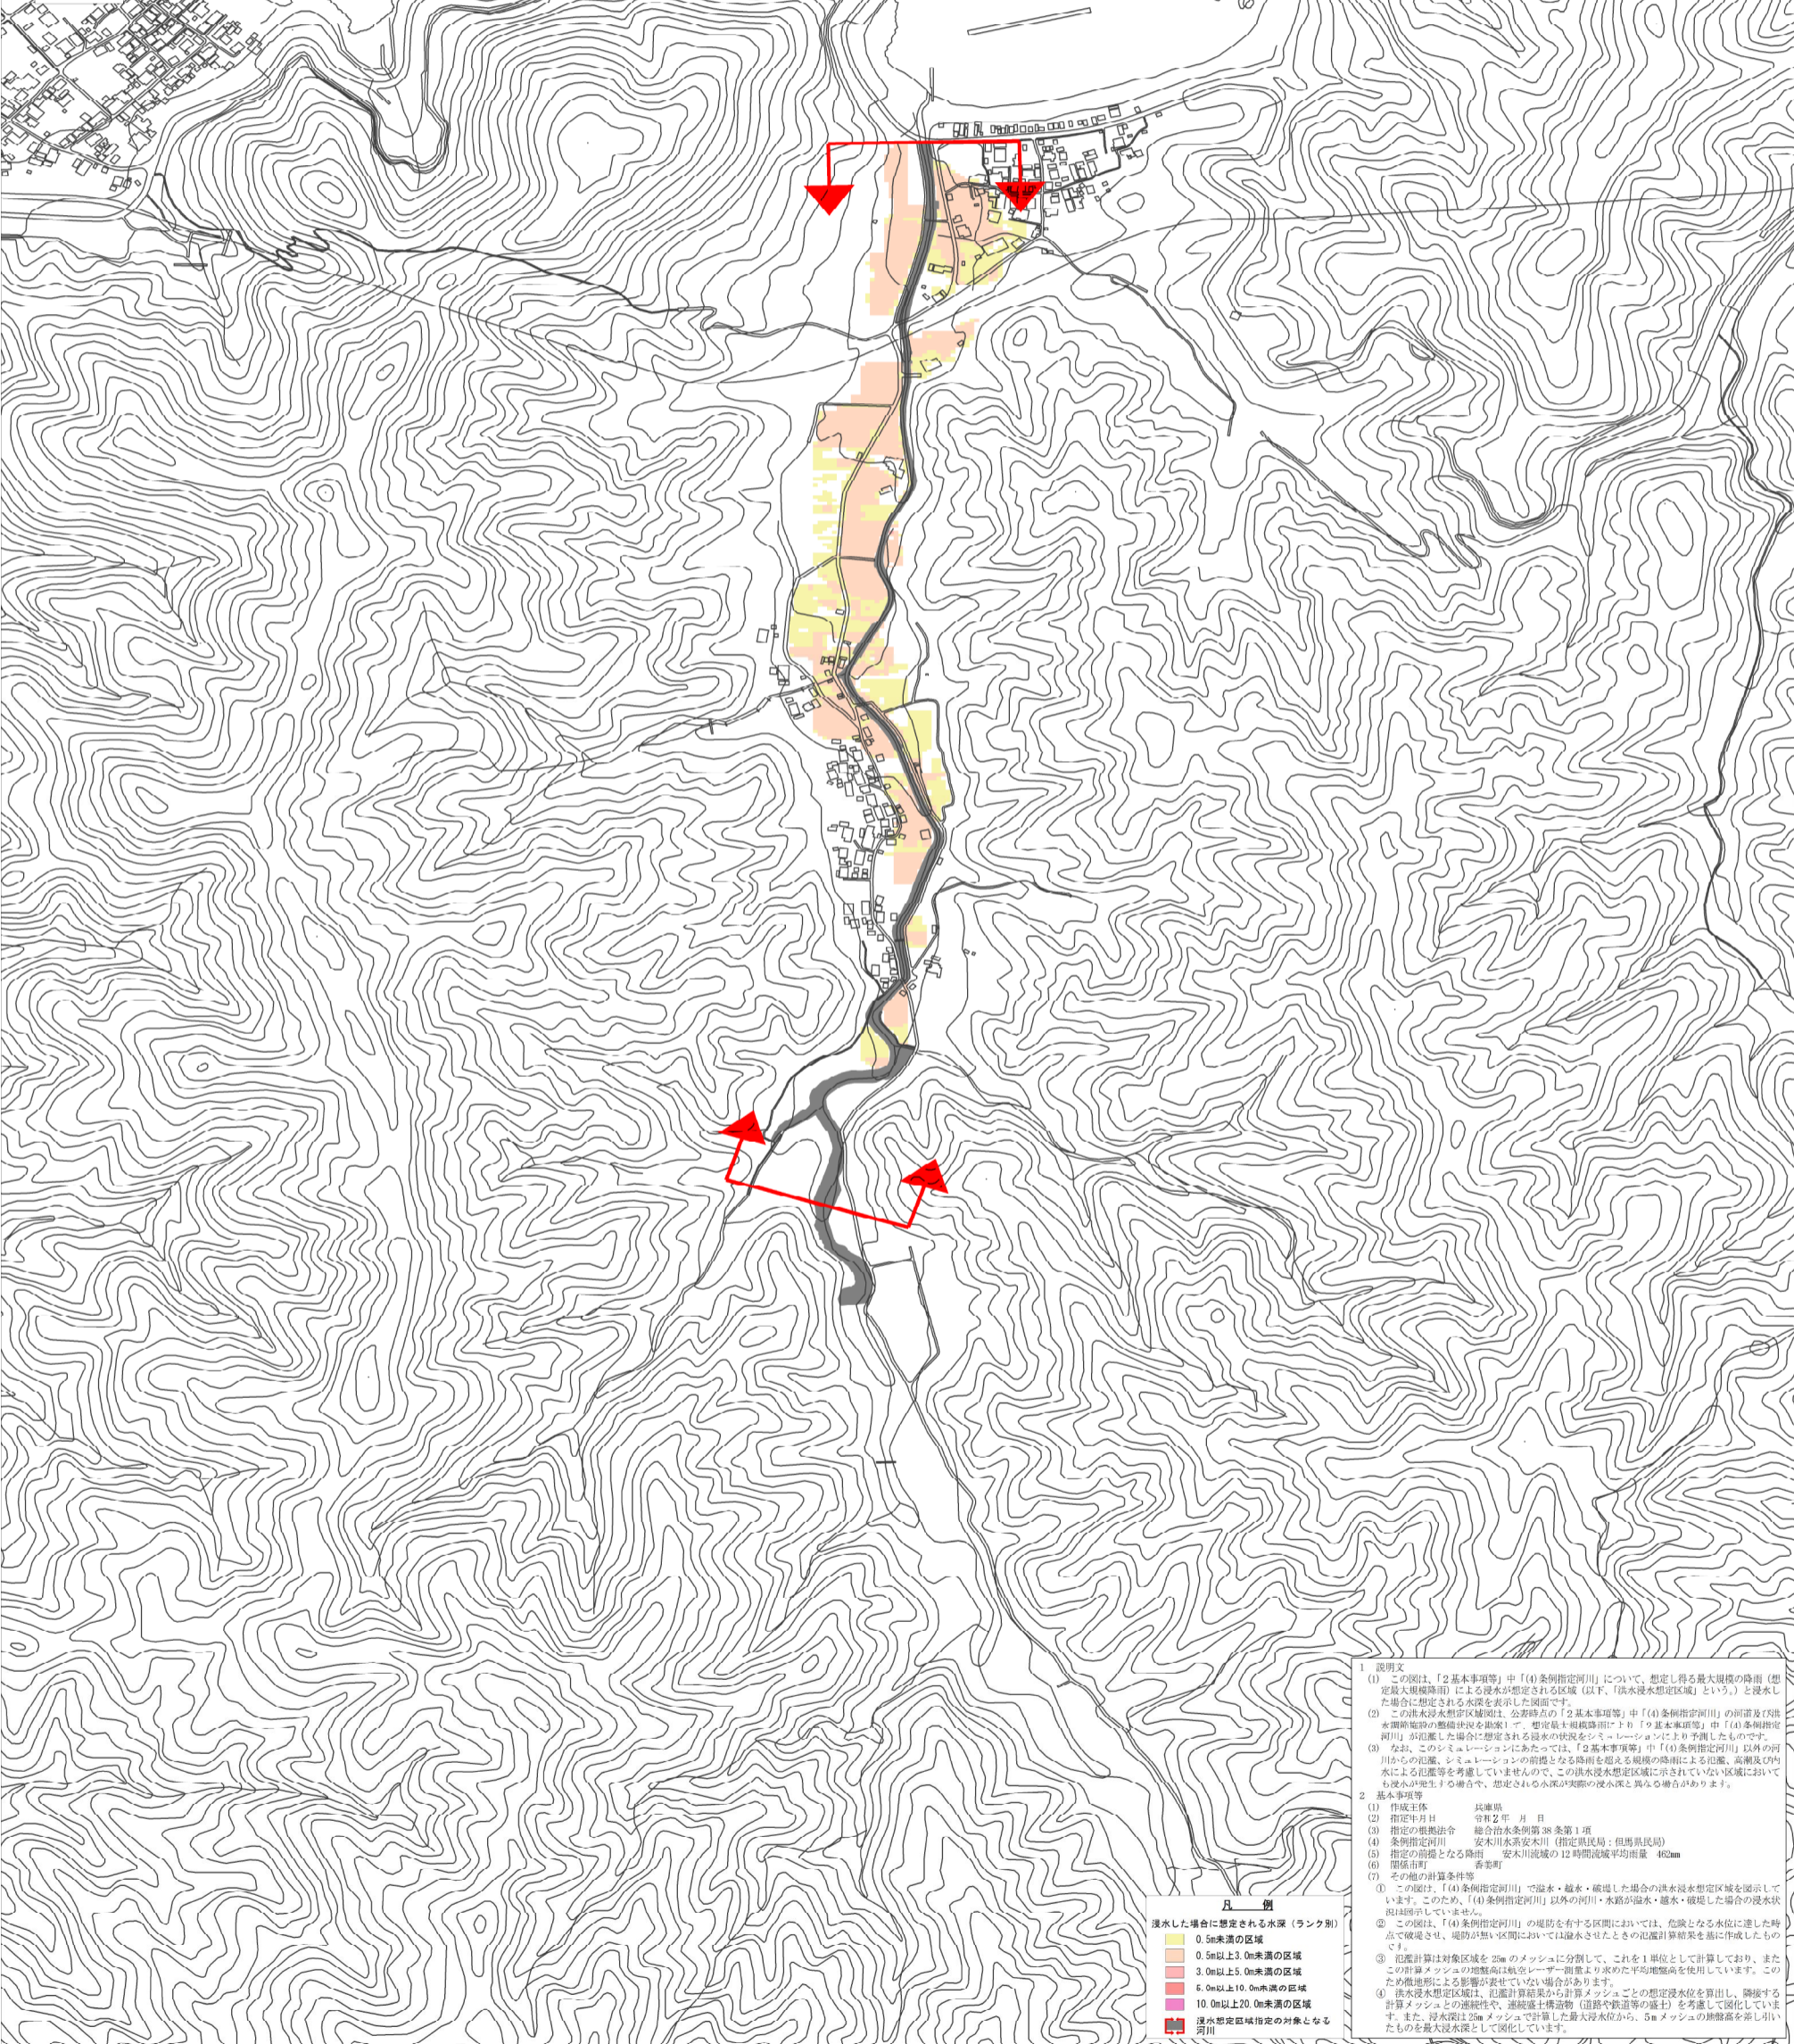 1 説明文
(1) この図は、「2基本事項等」中「(4)条例指定河川」について、想定し得る最大規模の降雨（想
定最大規模降雨）による浸水が想定される区域（以下、「洪水浸水想定区域」という。）と浸水し
た場合に想定される水深を表示した図面です。
(2) この洪水浸水想定区域図は、公表時点の「2基本事項等」中「(4)条例指定河川」の河道及び洪
水調節施設の整備状況を勘案して、想定最大規模降雨により「2基本事項等」中「(4)条例指定
河川」が氾濫した場合に想定される浸水の状況をシミュレーションにより予測したものです。
(3) なお、このシミュレーションにあたっては、「2基本事項等」中「(4)条例指定河川」以外の河
川からの氾濫、シミュレーションの前提となる降雨を超える規模の降雨による氾濫、高潮及び内
水による氾濫等を考慮していませんので、この洪水浸水想定区域に示されていない区域において
も浸水が発生する場合や、想定される水深が実際の浸水深と異なる場合があります。
2 基本事項等
(1) 作成主体 兵庫県
(2) 指定年月日 令和2年 月 日
(3) 指定の根拠法令 総合治水条例第38条第1項
(4) 条例指定河川 安木川水系安木川（指定県民局：但馬県民局）
(5) 指定の前提となる降雨 安木川流域の12時間流域平均雨量 462mm
(6) 関係市町 香美町
(7) その他の計算条件等
① この図は、「(4)条例指定河川」で溢水・越水・破堤した場合の洪水浸水想定区域を図示して
います。このため、「(4)条例指定河川」以外の河川・水路が溢水・越水・破堤した場合の浸水状
況は図示していません。
② この図は、「(4)条例指定河川」の堤防を有する区間においては、危険となる水位に達した時
点で破堤させ、堤防が無い区間においては溢水させたときの氾濫計算結果を基に作成したもの
です。
③ 氾濫計算は対象区域を25mのメッシュに分割して、これを1単位として計算しており、また
この計算メッシュの地盤高は航空レーザー測量より求めた平均地盤高を使用しています。この
ため微地形による影響が表せていない場合があります。
④ 洪水浸水想定区域は、氾濫計算結果から計算メッシュごとの想定浸水位を算出し、隣接する
計算メッシュとの連続性や、連続盛土構造物（道路や鉄道等の盛土）を考慮して図化していま
す。また、浸水深は25mメッシュで計算した最大浸水位から、5mメッシュの地盤高を差し引い
たものを最大浸水深として図化しています。
凡 例
浸水した場合に想定される水深（ランク別）
0.5m未満の区域
0.5m以上3.0m未満の区域
3.0m以上5.0m未満の区域
5.0m以上10.0m未満の区域
10.0m以上20.0m未満の区域
浸水想定区域指定の対象となる
河川